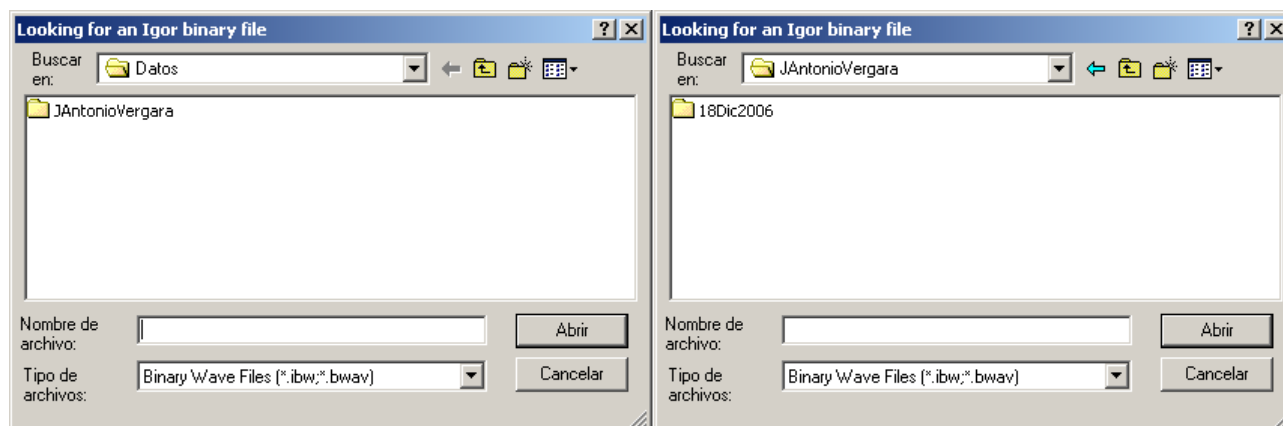 Looking for an Igor binary file
Buscar
en:
Datos
JAntonioVergara
Nombre de
archivo:
Abrir
Tipo de
archivos:
Binary Wave Files (*.ibw;*.bwav)
Cancelar
Looking for an Igor binary file
Buscar
en:
JAntonioVergara
18Dic2006
Nombre de
archivo:
Abrir
Tipo de
archivos:
Binary Wave Files (*.ibw;*.bwav)
Cancelar